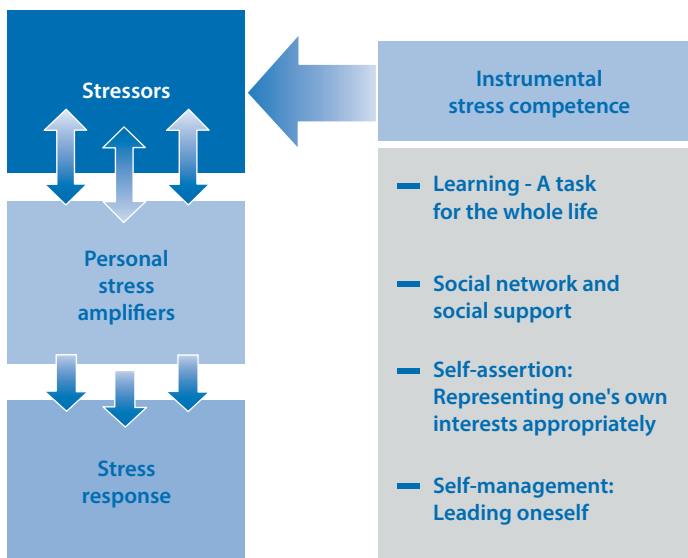 Stressors
Personal
stress
amplifiers
Stress
response
Instrumental
stress competence
Learning - A task
for the whole life
Social network and
social support
Self-assertion:
Representing one's own
interests appropriately
Self-management:
Leading oneself